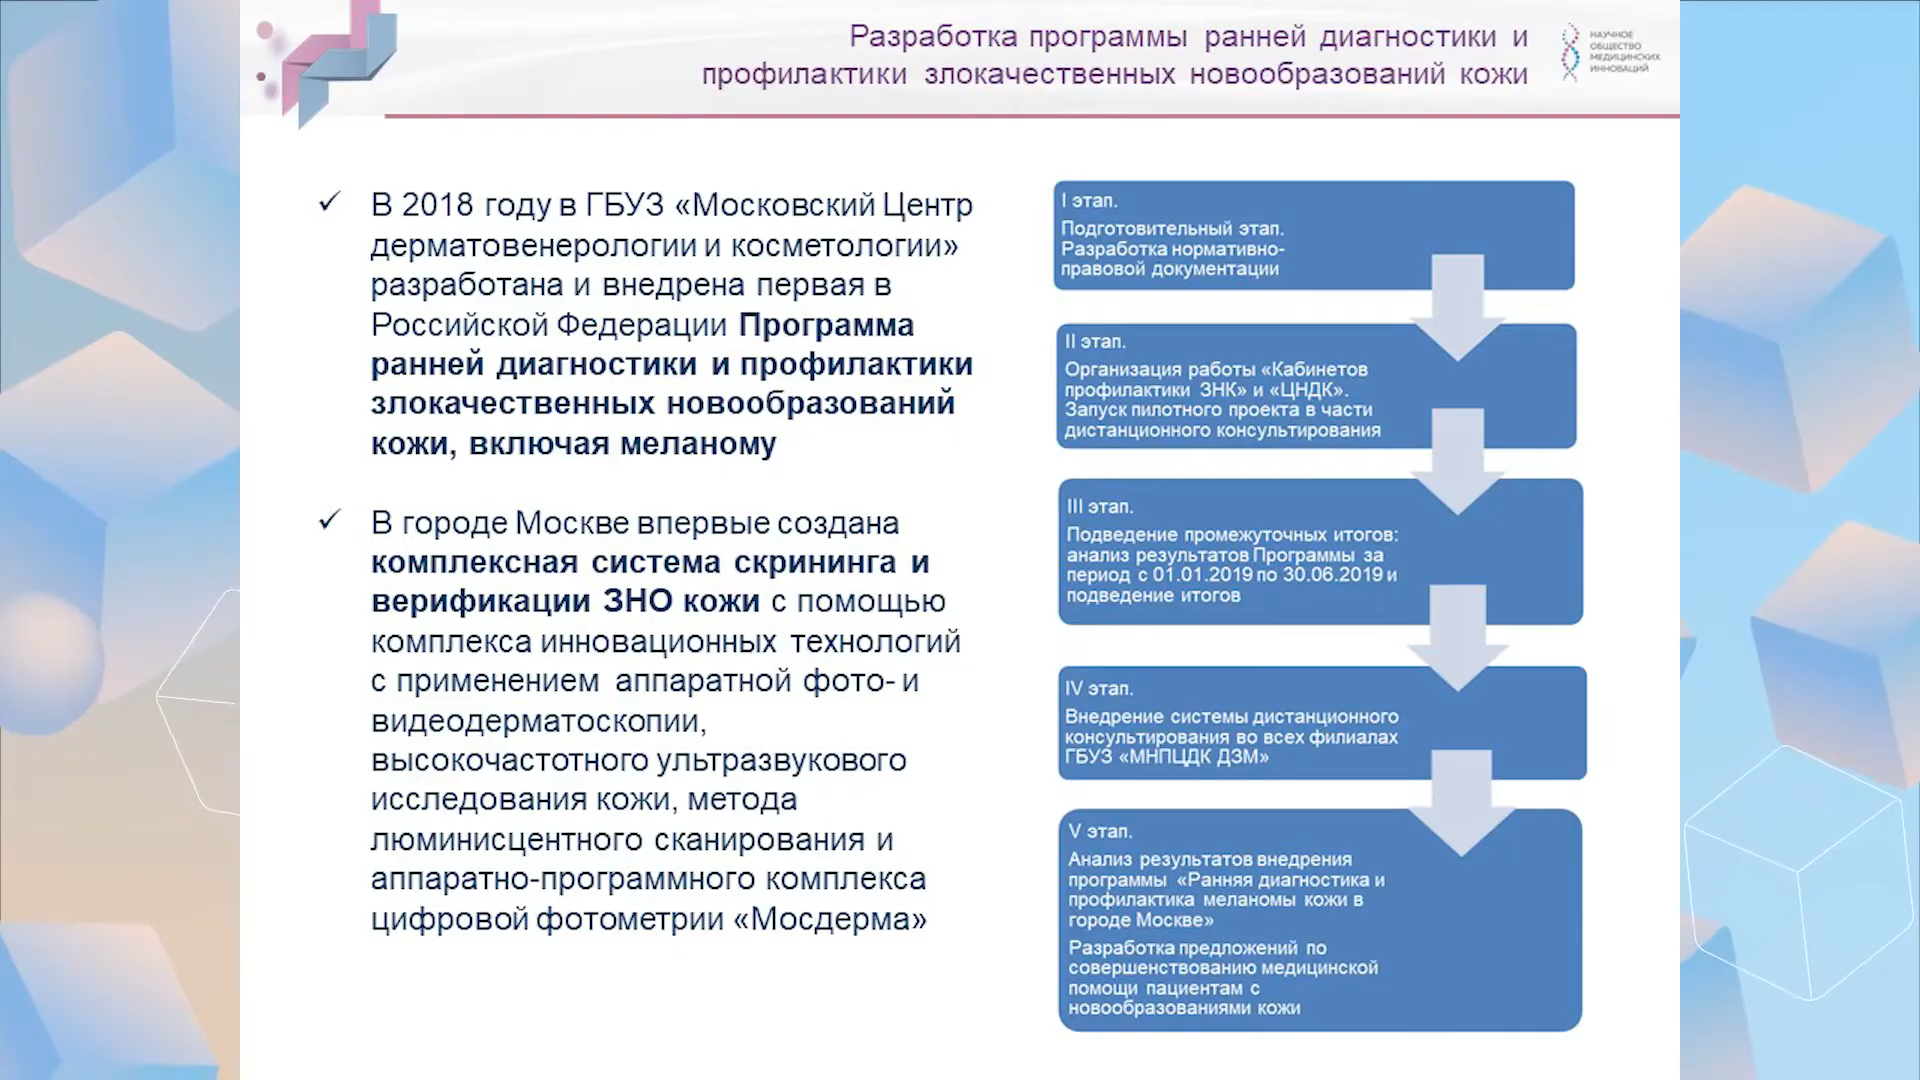 Разработка программы ранней диагностики и
профилактики злокачественных новообразований кожи
НАУЧНОЕ
ОБЩЕСТВО
МЕДИЦИНСКИХ
ИННОВАЦИЙ
В 2018 году в ГБУЗ «Московский Центр
дерматовенерологии и косметологии»
разработана и внедрена первая в
Российской Федерации Программа
ранней диагностики и профилактики
злокачественных новообразований
кожи, включая меланому
В городе Москве впервые создана
комплексная система скрининга и
верификации ЗНО кожи с помощью
комплекса инновационных технологий
с применением аппаратной фото- и
видеодерматоскопии,
высокочастотного ультразвукового
исследования кожи, метода
люминисцентного сканирования и
аппаратно-программного комплекса
цифровой фотометрии «Мосдерма»
I этап.
Подготовительный этап.
Разработка нормативно-
правовой документации
II этап.
Организация работы «Кабинетов
профилактики ЗНК» и «ЦНДК».
Запуск пилотного проекта в части
дистанционного консультирования
III этап.
Подведение промежуточных итогов:
анализ результатов Программы за
период с 01.01.2019 по 30.06.2019 и
подведение итогов
IV этап.
Внедрение системы дистанционного
консультирования во всех филиалах
ГБУЗ «МНПЦДК ДЗМ»
V этап.
Анализ результатов внедрения
программы «Ранняя диагностика и
профилактика меланомы кожи в
городе Москве»
Разработка предложений по
совершенствованию медицинской
помощи пациентам с
новообразованиями кожи